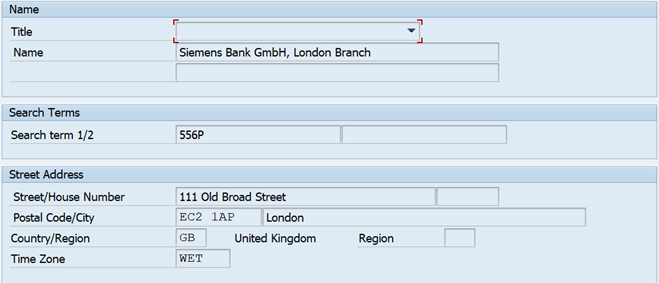 Name
Title
Name Siemens Bank GmbH, London Branch
Search Terms
Search term 1/2 556P
Street Address
Street/House Number 111 Old Broad Street
Postal Code/City EC2 1AP London
Country/Region GB United Kingdom Region
Time Zone WET